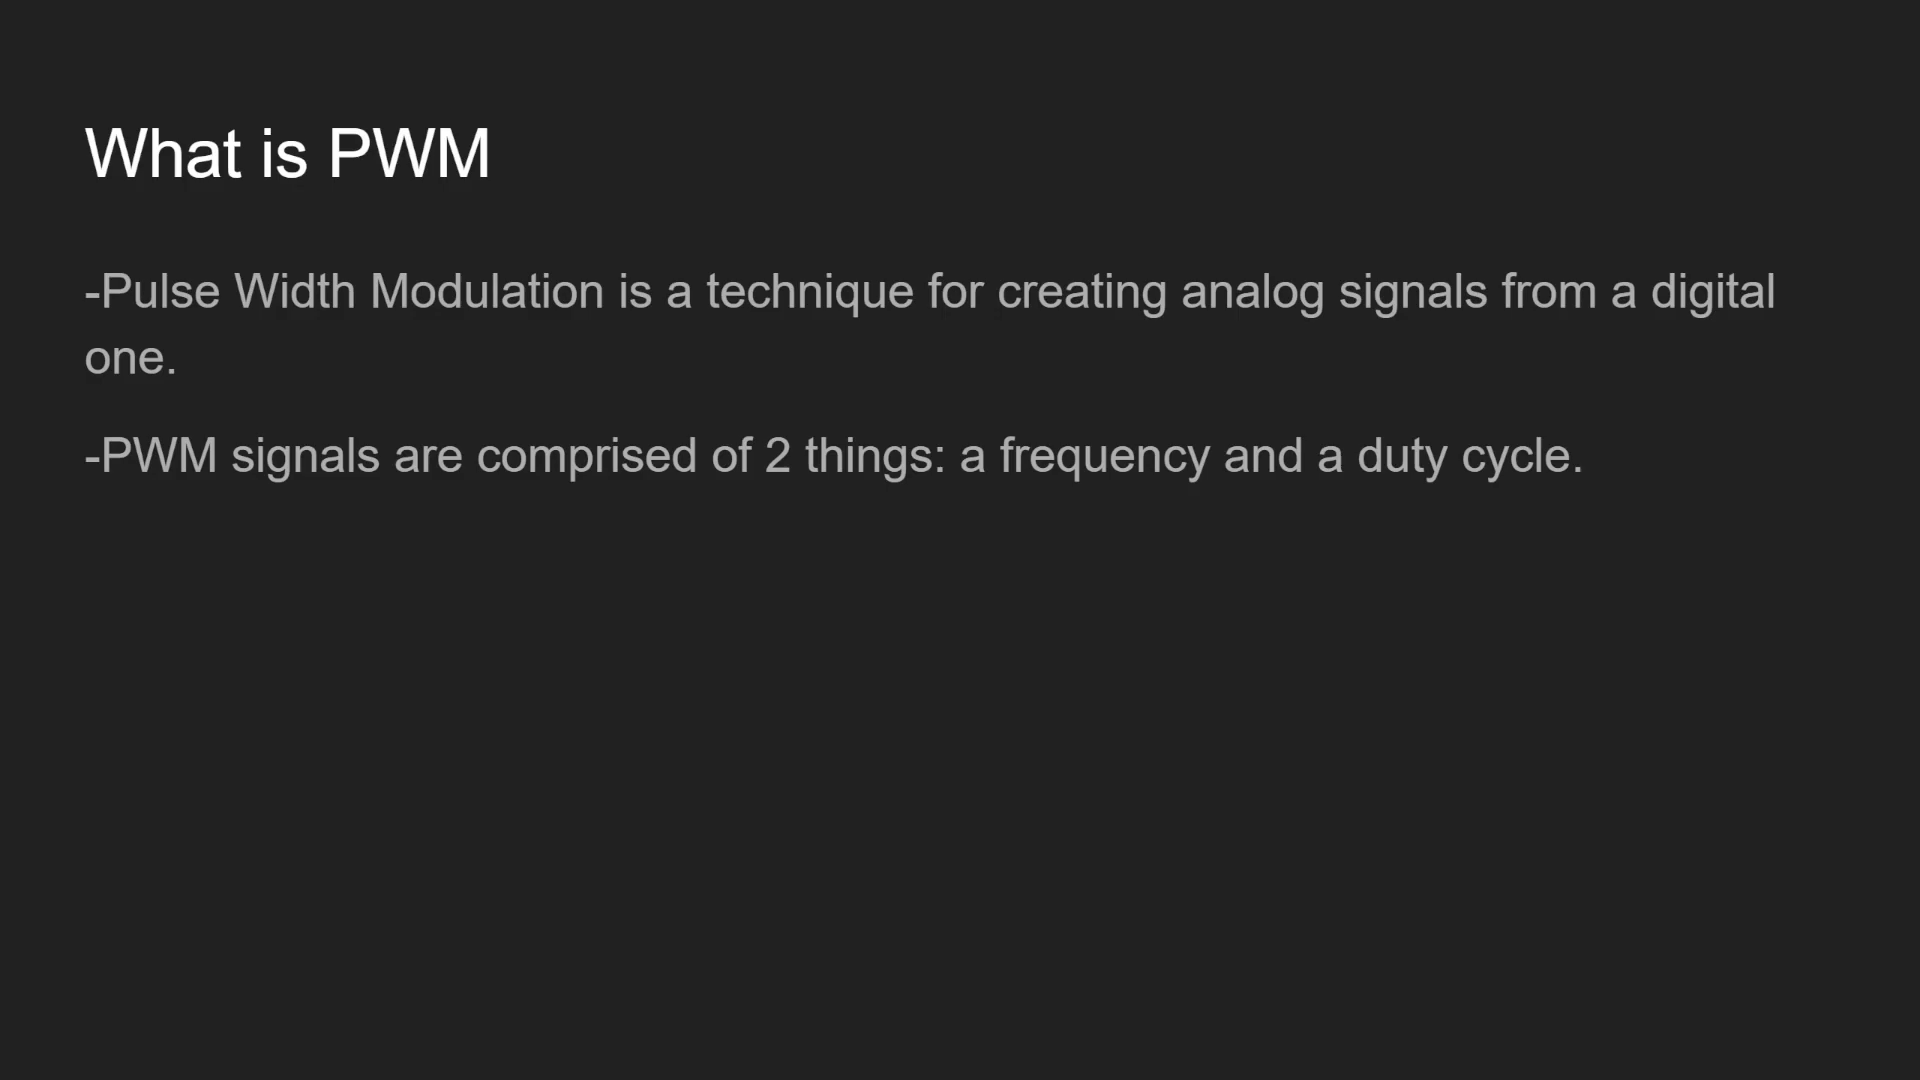 What is PWM
-Pulse Width Modulation is a technique for creating analog signals from a digital
one.
-PWM signals are comprised of 2 things: a frequency and a duty cycle.